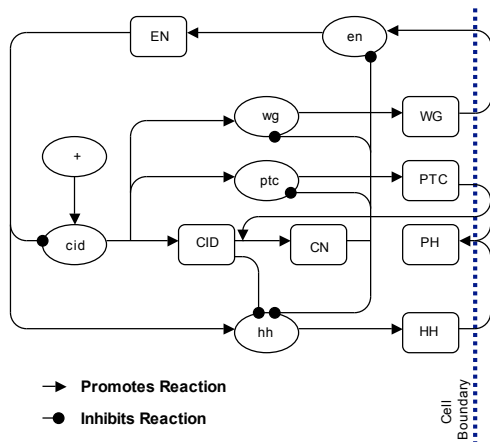 EN
en
wg
WG
+
ptc
PTC
cid
CID
CN
PH
hh
HH
Promotes Reaction
Inhibits Reaction
Cell
Boundary